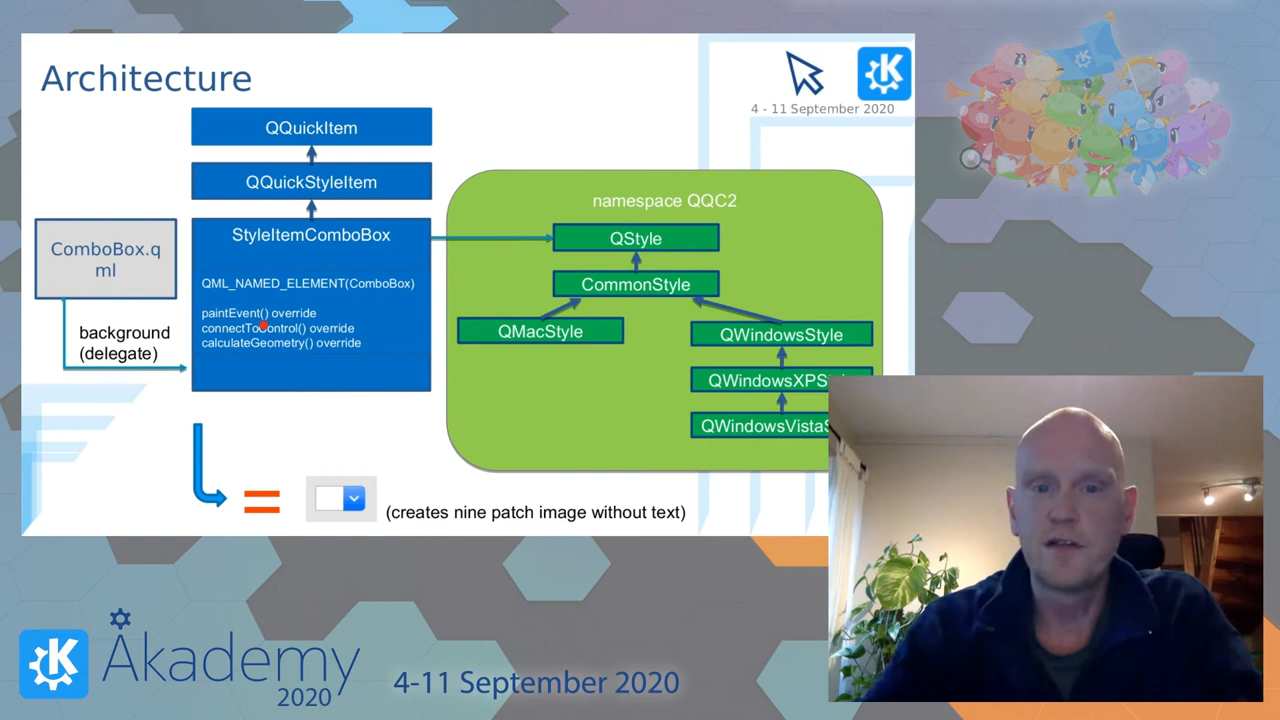 Architecture
4 - 11 September 2020
QQuickItem
QQuickStyleItem
ComboBox.q
ml
StyleItemComboBox
QML_NAMED_ELEMENT(ComboBox)
paintEvent() override
connectToControl() override
calculateGeometry() override
background
(delegate)
namespace QQC2
QStyle
CommonStyle
QMacStyle
QWindowsStyle
QWindowsXPSt
QWindowsVistaS
=
(creates nine patch image without text)
Akademy
2020
4-11 September 2020